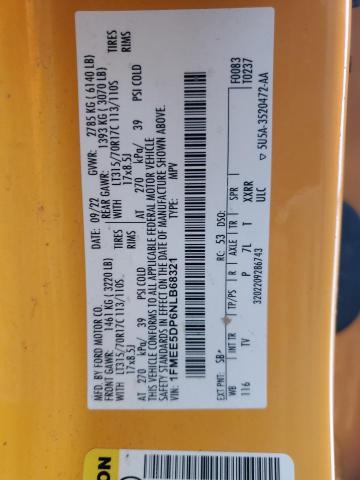 MFD. BY FORD MOTOR CO.
09/22
GVWR: 2785 KG ( 6140 LB)
FRONT GAWR: 1461 KG ( 3220 LB)
REAR GAWR: 1393 KG ( 3070 LB)
WITH LT315/70R17C 113/110S TIRES
WITH LT315/70R17C 113/110S TIRES
17x8.5J RIMS
17x8.5J RIMS
AT 270 kPa/ 39 PSI COLD
AT 270 kPa/ 39 PSI COLD
THIS VEHICLE CONFORMS TO ALL APPLICABLE FEDERAL MOTOR VEHICLE
SAFETY STANDARDS IN EFFECT ON THE DATE OF MANUFACTURE SHOWN ABOVE.
VIN: 1FMEE5DP6NLB68321
MPV
F0083
T0237
EXT PNT: SB
RC: 53 DSO:
WB INT TR TP/PS R AXLE TR SPR
116 TV P 7L T XXRR
ULC
3202209286743
5U5A-3520472-AA
ON